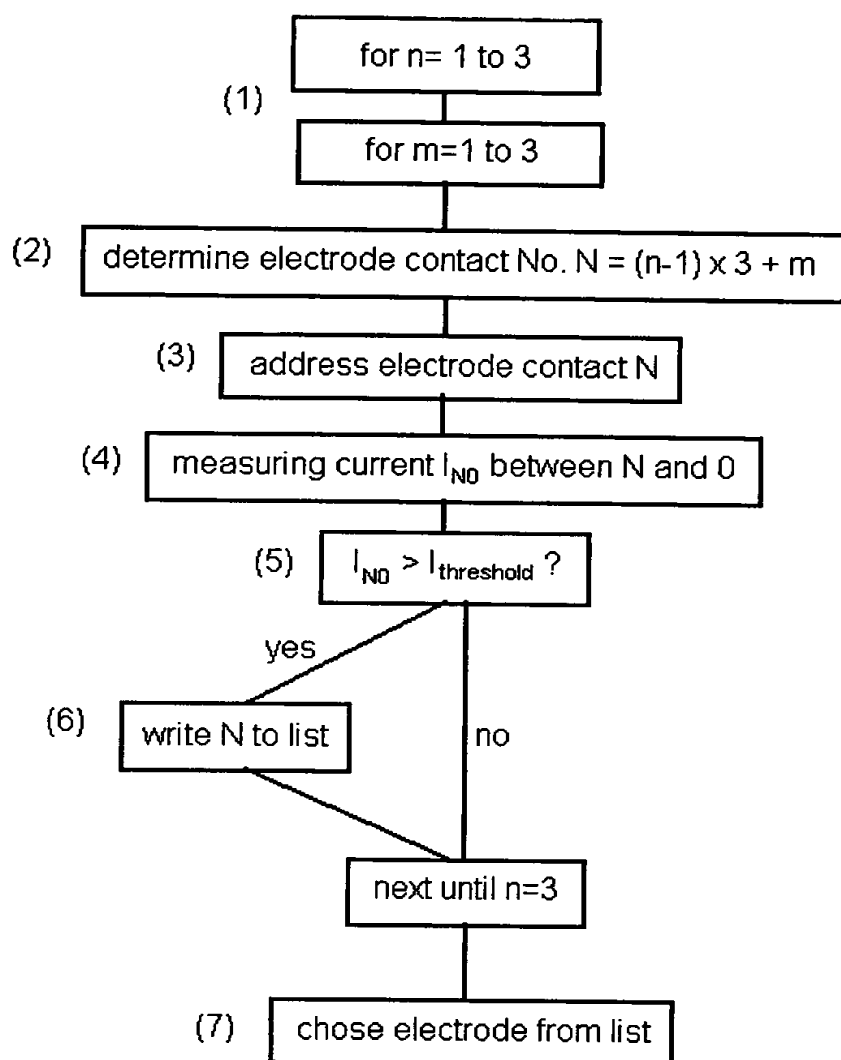 for n= 1 to 3
(1)
for m=1 to 3
(2)
determine electrode contact No. N = (n-1) x 3 + m
(3)
address electrode contact N
(4)
measuring current I_N0 between N and 0
(5)
I_N0 > I_threshold ?
yes
(6)
write N to list
no
next until n=3
(7)
chose electrode from list